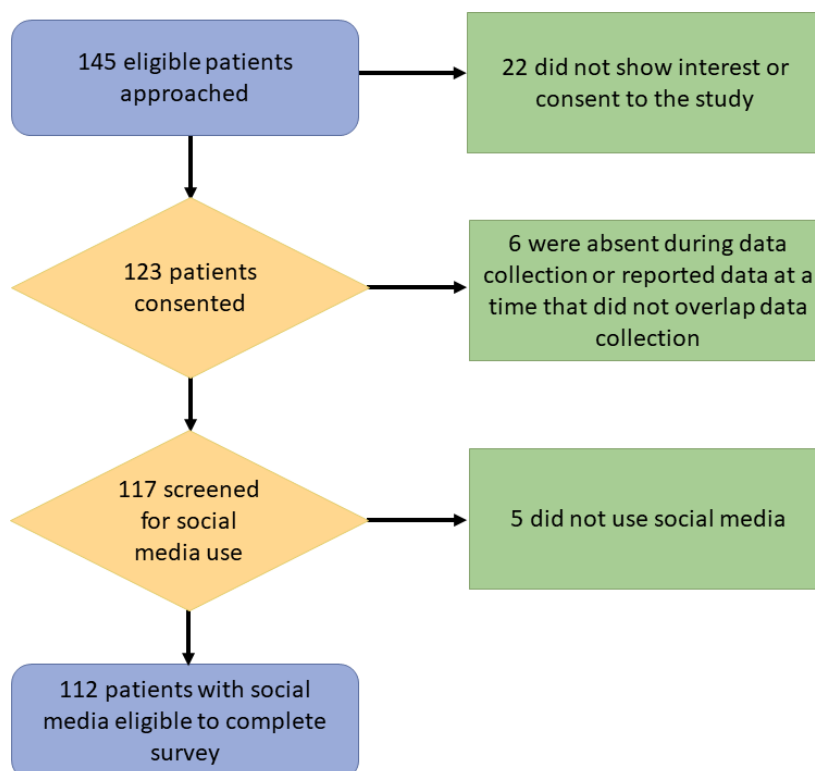 145 eligible patients
approached
22 did not show interest or
consent to the study
123 patients
consented
6 were absent during data
collection or reported data at a
time that did not overlap data
collection
117 screened
for social
media use
5 did not use social media
112 patients with social
media eligible to complete
survey